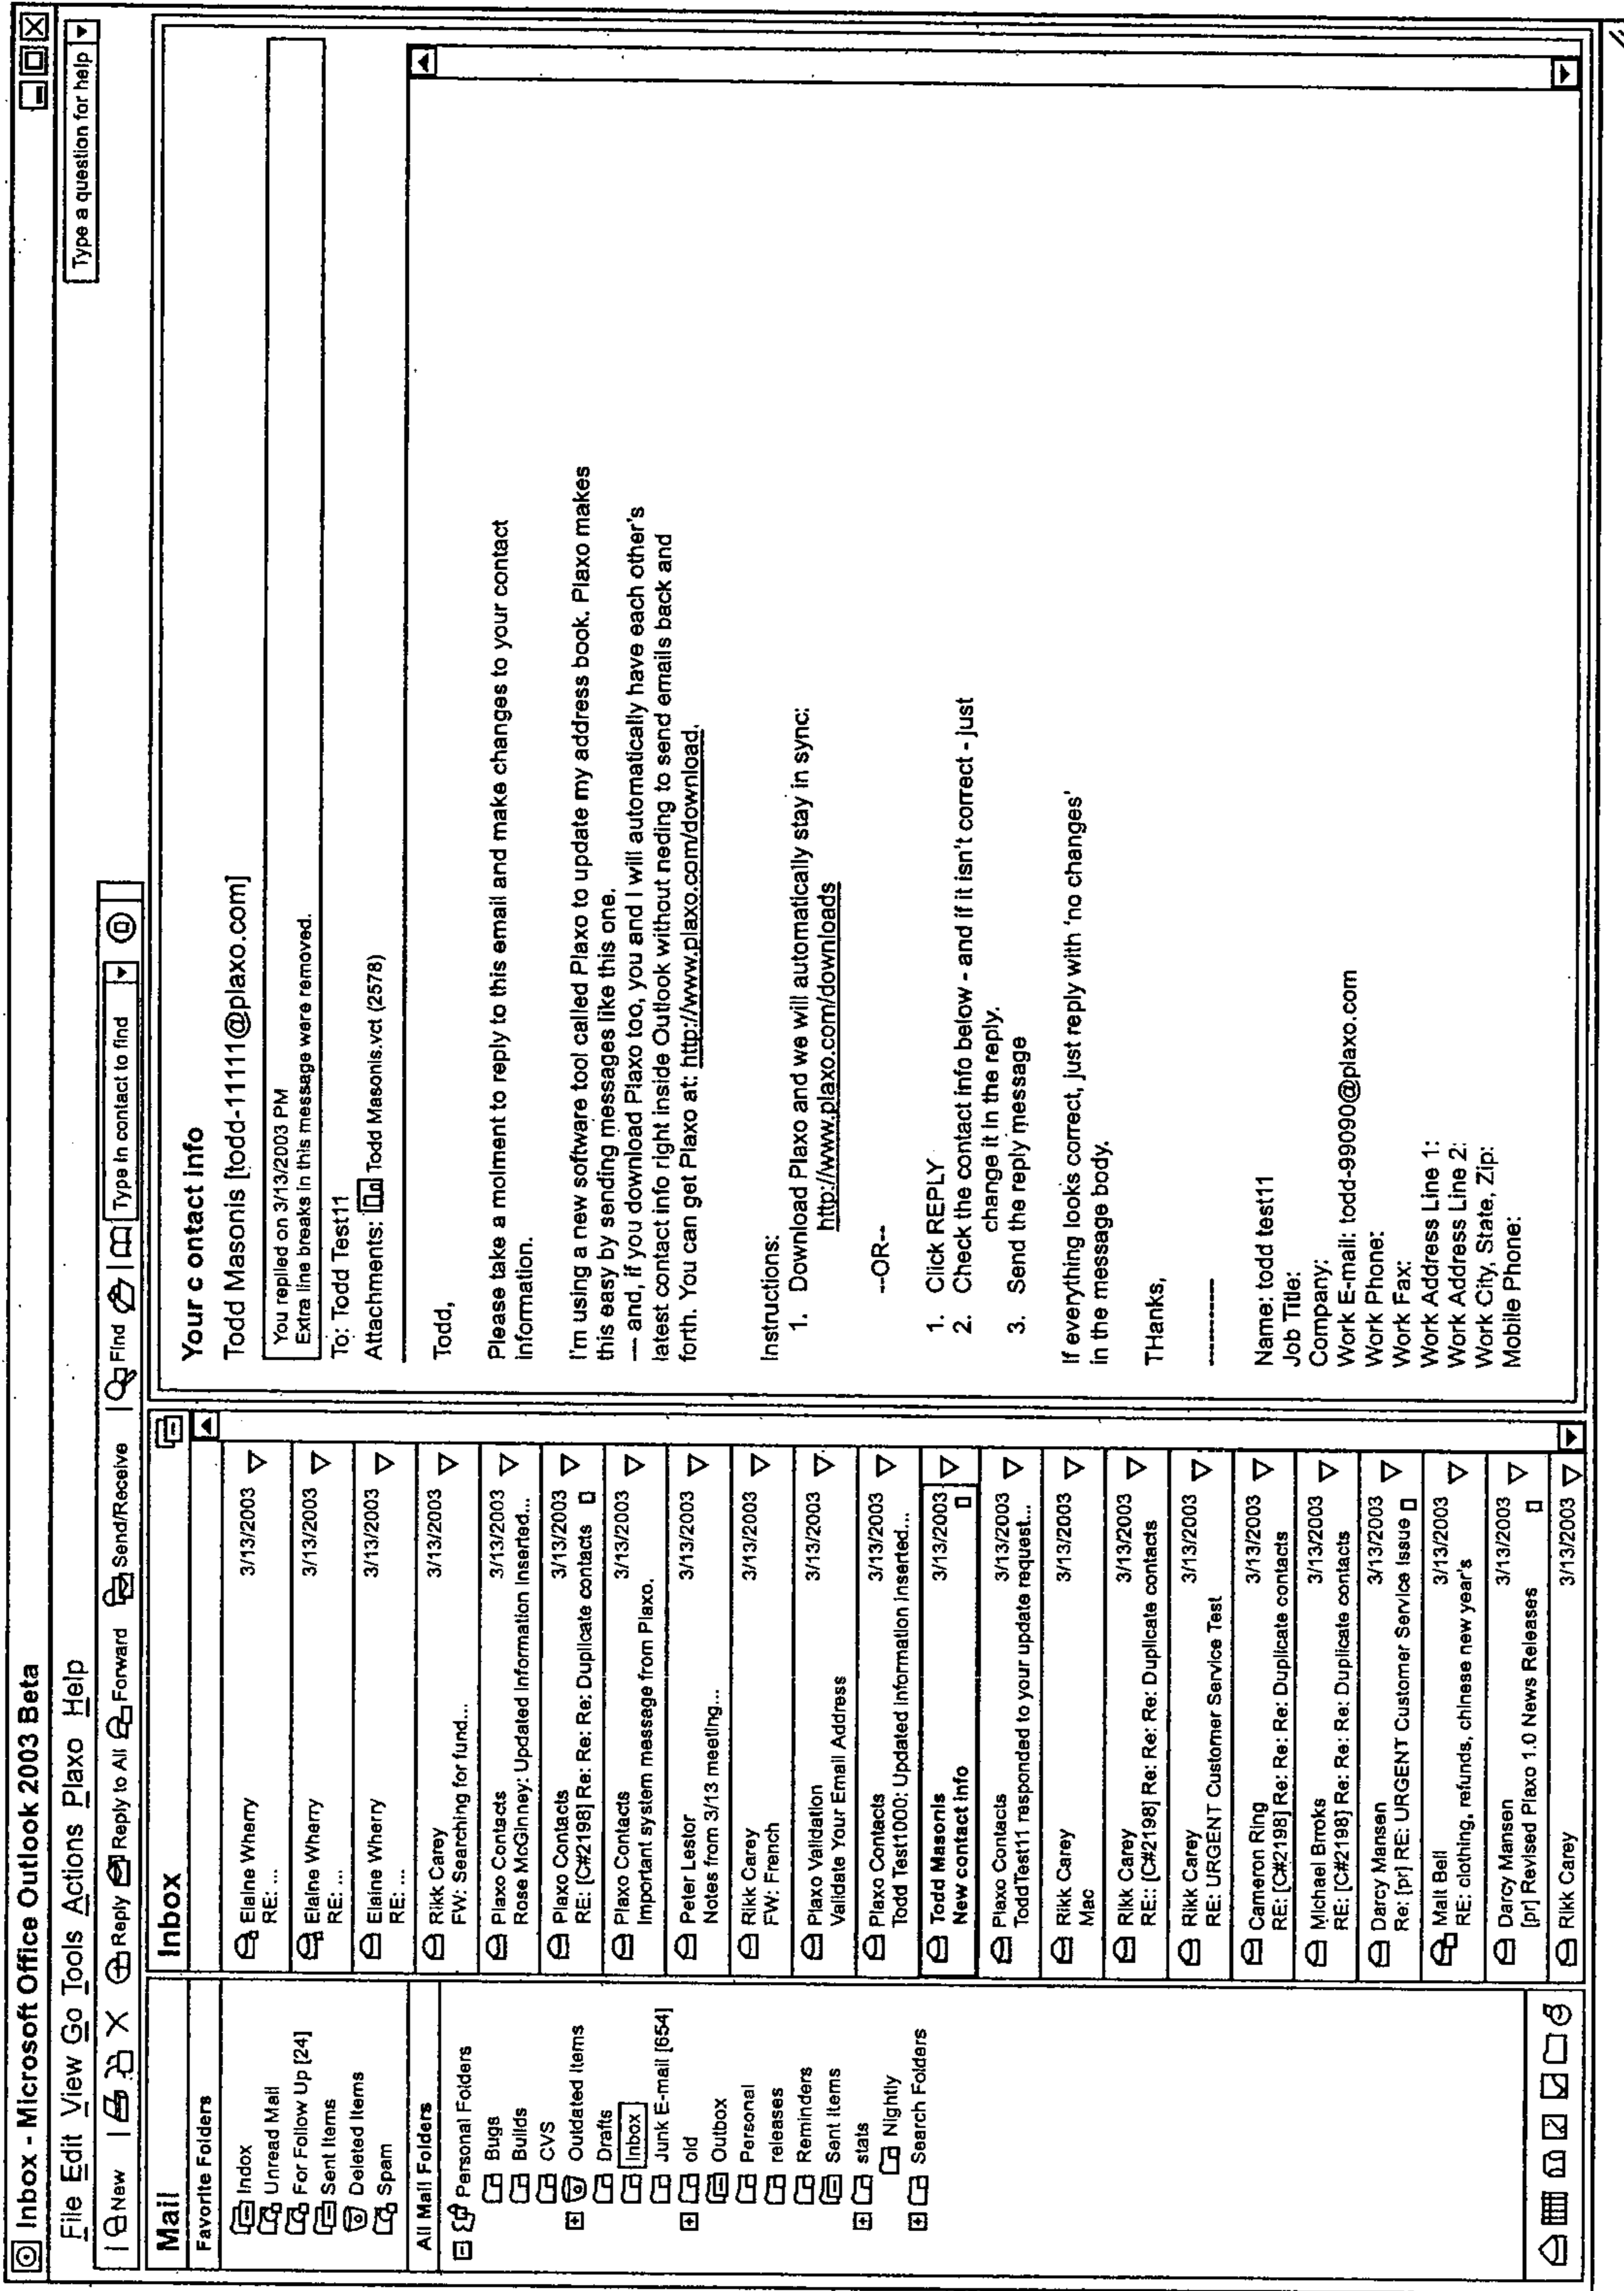 Inbox - Microsoft Office Outlook 2003 Beta
File Edit View Go Tools Actions Plaxo Help
Type a question for help
New Reply Reply to All Forward Send/Receive Find Type in contact to find
Mail
Favorite Folders
Indox
Unread Mail
For Follow Up [24]
Sent Items
Deleted Items
Spam
All Mail Folders
Personal Folders
Bugs
Builds
CVS
Outdated Items
Drafts
Inbox
Junk E-mail [654]
old
Outbox
Personal
releases
Reminders
Sent Items
stats
Nightly
Search Folders
Inbox
Elaine Wherry 3/13/2003
RE: ...
Elaine Wherry 3/13/2003
RE: ...
Elaine Wherry 3/13/2003
RE: ...
Rikk Carey 3/13/2003
FW: Searching for fund...
Plaxo Contacts 3/13/2003
Rose McGinney: Updated Information Inserted...
Plaxo Contacts 3/13/2003
RE: [C#2198] Re: Re: Re: Duplicate contacts
Plaxo Contacts 3/13/2003
Important system message from Plaxo.
Peter Lestor 3/13/2003
Notes from 3/13 meeting...
Rikk Carey 3/13/2003
FW: French
Plaxo Validation 3/13/2003
Validate Your Email Address
Plaxo Contacts 3/13/2003
Todd Test1000: Updated information inserted...
Todd Masonis 3/13/2003
New contact info
Plaxo Contacts 3/13/2003
ToddTest11 responded to your update request...
Rikk Carey 3/13/2003
Mac
Rikk Carey 3/13/2003
RE:: [C#2198] Re: Re: Re: Duplicate contacts
Rikk Carey 3/13/2003
RE: URGENT Customer Service Test
Cameron Ring 3/13/2003
RE: [C#2198] Re: Re: Re: Duplicate contacts
Michael Brroks 3/13/2003
RE: [C#2198] Re: Re: Re: Duplicate contacts
Darcy Mansen 3/13/2003
Re: [pr] RE: URGENT Customer Service Issue
Malt Bell 3/13/2003
RE: clothing, refunds, chinese new year's
Darcy Mansen 3/13/2003
[pr] Revised Plaxo 1.0 News Releases
Rikk Carey 3/13/2003
Your c ontact info
Todd Masonis [todd-11111@plaxo.com]
You replied on 3/13/2003 PM
Extra line breaks in this message were removed.
To: Todd Test11
Attachments: Todd Masonis.vct (2578)
Todd,
Please take a molment to reply to this email and make changes to your contact
information.
I'm using a new software tool called Plaxo to update my address book. Plaxo makes
this easy by sending messages like this one.
— and, if you download Plaxo too, you and I will automatically have each other's
latest contact info right inside Outlook without neding to send emails back and
forth. You can get Plaxo at: http://www.plaxo.com/download.
Instructions:
1. Download Plaxo and we will automatically stay in sync:
http://www.plaxo.com/downloads
--OR--
1. Click REPLY
2. Check the contact info below - and if it isn't correct - just
change it in the reply.
3. Send the reply message
If everything looks correct, just reply with 'no changes'
in the message body.
THanks,
-----------
Name: todd test11
Job Title:
Company:
Work E-mail: todd-99090@plaxo.com
Work Phone:
Work Fax:
Work Address Line 1:
Work Address Line 2:
Work City, State, Zip:
Mobile Phone: